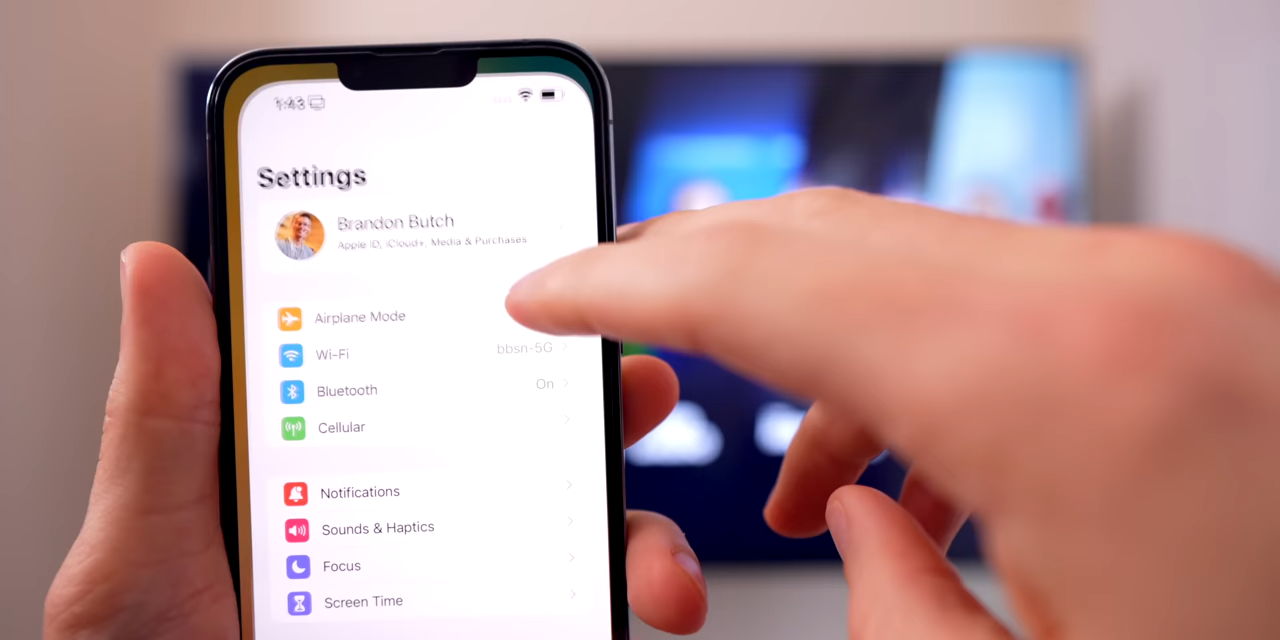 1:43
Settings
Brandon Butch
Apple ID, iCloud+, Media & Purchases
Airplane Mode
Wi-Fi bbsn-5G
Bluetooth On
Cellular
Notifications
Sounds & Haptics
Focus
Screen Time